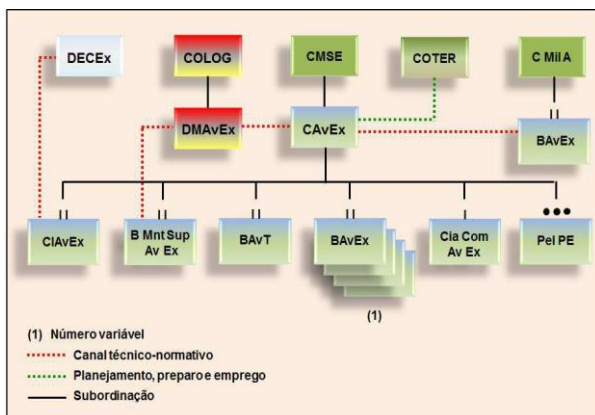 DECEx
COLOG
CMSE
COTER
C Mil A
DMAvEx
CAvEx
BAvEx
CIAvEx
B Mnt Sup
Av Ex
BAvT
BAvEx
Cia Com
Av Ex
Pel PE
(1)
(1) Número variável
Canal técnico-normativo
Planejamento, preparo e emprego
Subordinação